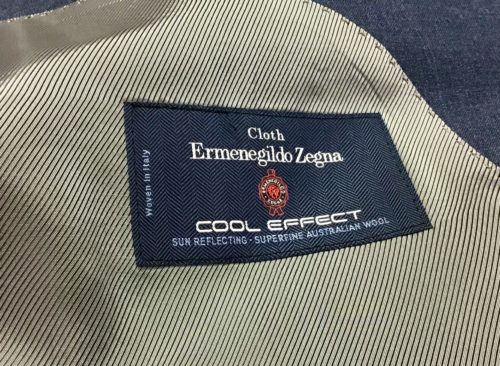 Cloth
Ermenegildo Zegna
Woven in Italy
COOL EFFECT
SUN REFLECTING - SUPERFINE AUSTRALIAN WOOL